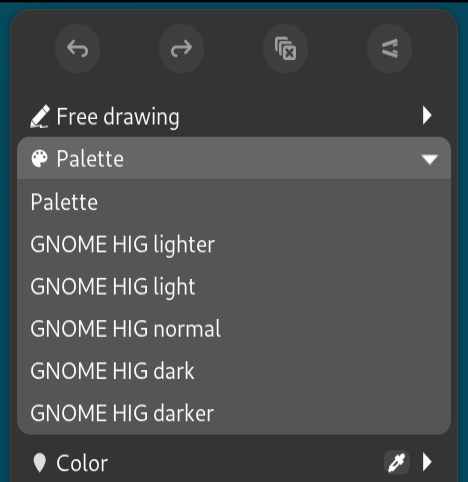 Free drawing
Palette
Palette
GNOME HIG lighter
GNOME HIG light
GNOME HIG normal
GNOME HIG dark
GNOME HIG darker
Color